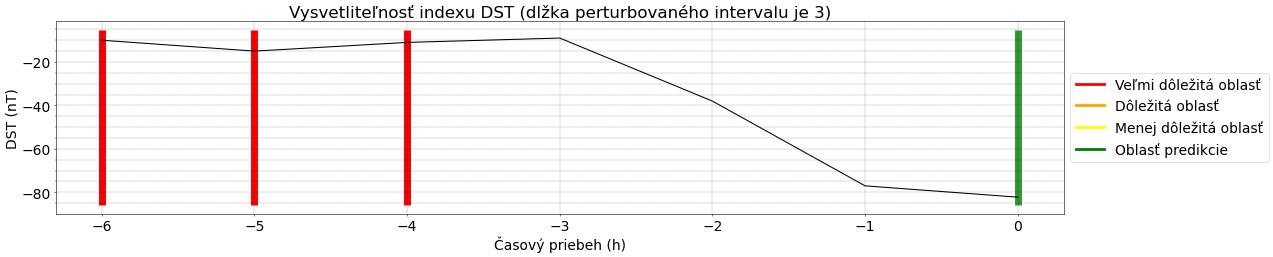 Vysvetliteľnosť indexu DST (dĺžka perturbovaného intervalu je 3)
DST (nT)
−20
−40
−60
−80
−6
−5
−4
−3
−2
−1
0
Časový priebeh (h)
Veľmi dôležitá oblasť
Dôležitá oblasť
Menej dôležitá oblasť
Oblasť predikcie